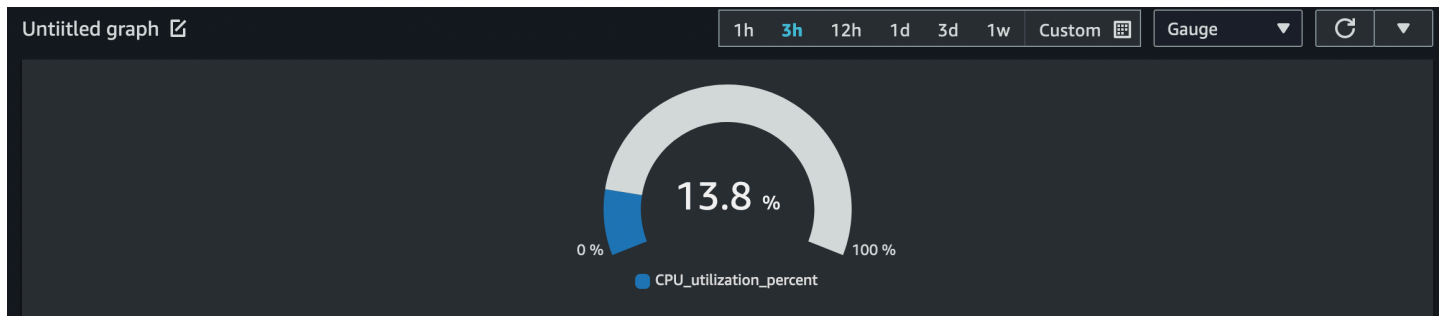 Untiitled graph 1h 3h 12h 1d 3d 1w Custom Gauge
13.8 %
0 % 100 %
CPU_utilization_percent